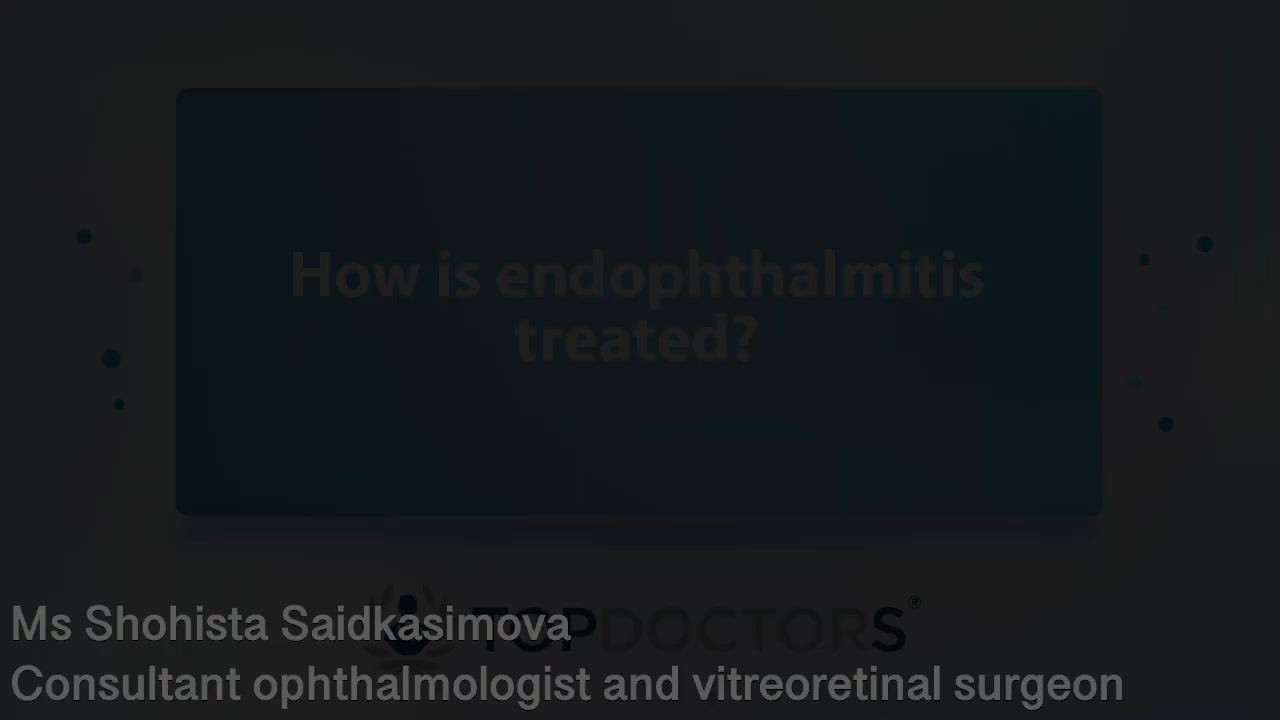 How is endophthalmitis
treated?
TOPDOCTORS®
Ms Shohista Saidkasimova
Consultant ophthalmologist and vitreoretinal surgeon